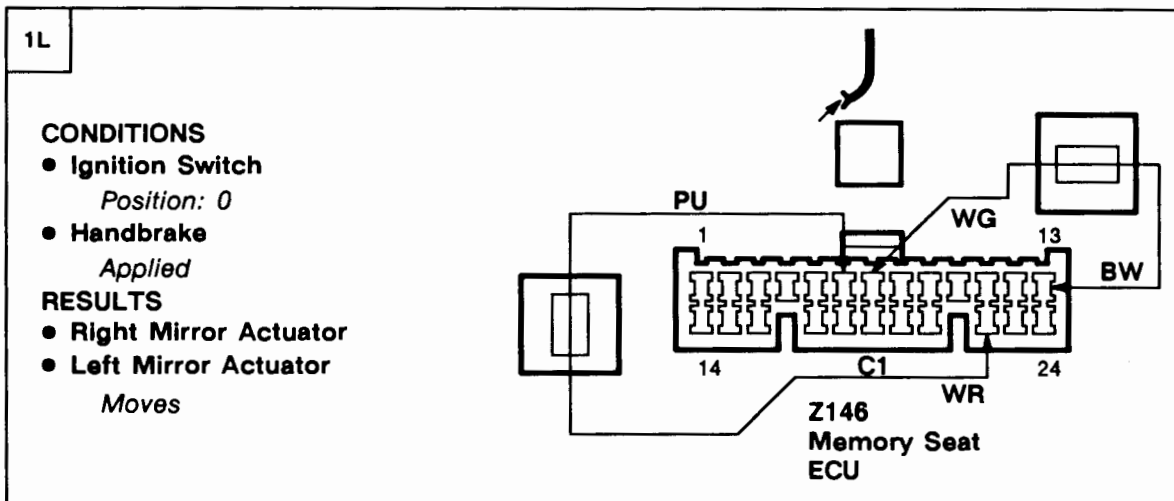 1L
CONDITIONS
● Ignition Switch
Position: 0
● Handbrake
Applied
RESULTS
● Right Mirror Actuator
● Left Mirror Actuator
Moves
PU
WG
1
13
BW
14
C1
24
WR
Z146
Memory Seat
ECU